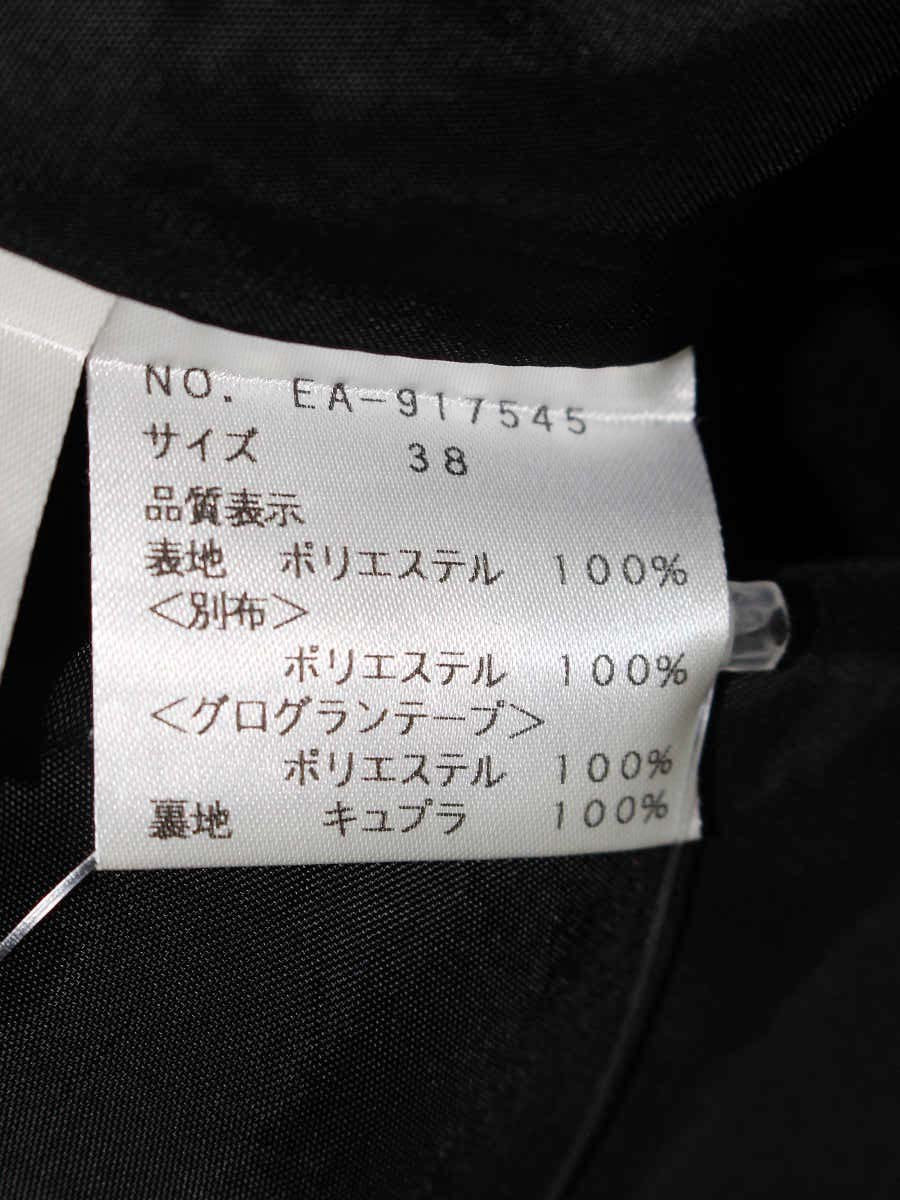 NO. EA-917545
サイズ 38
品質表示
表地 ポリエステル 100%
<別布>
ポリエステル 100%
<グログランテープ>
ポリエステル 100%
裏地 キュプラ 100%